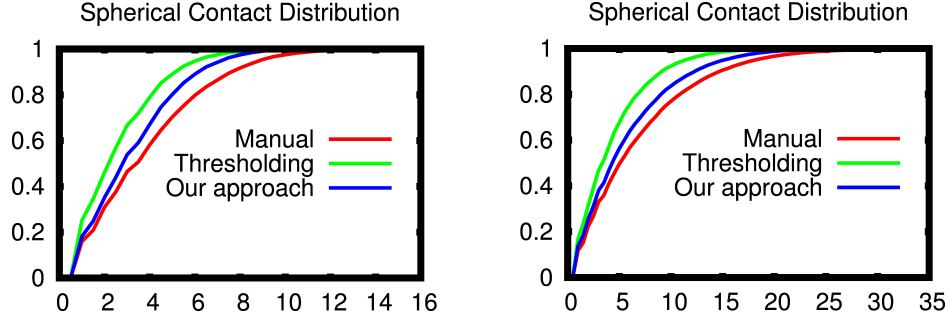 Spherical Contact Distribution
1
0.8
0.6
0.4
0.2
0
Manual
Thresholding
Our approach
0 2 4 6 8 10 12 14 16
Spherical Contact Distribution
1
0.8
0.6
0.4
0.2
0
Manual
Thresholding
Our approach
0 5 10 15 20 25 30 35